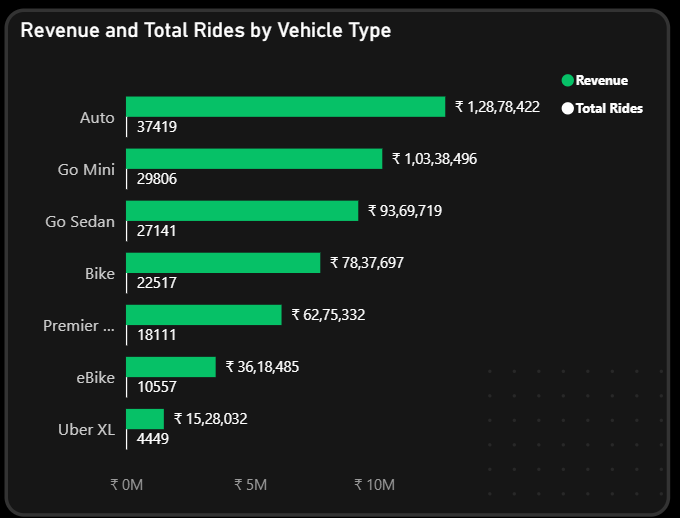 Revenue and Total Rides by Vehicle Type
Revenue
Total Rides
Auto
₹ 1,28,78,422
37419
Go Mini
₹ 1,03,38,496
29806
Go Sedan
₹ 93,69,719
27141
Bike
₹ 78,37,697
22517
Premier ...
₹ 62,75,332
18111
eBike
₹ 36,18,485
10557
Uber XL
₹ 15,28,032
4449
₹ 0M ₹ 5M ₹ 10M